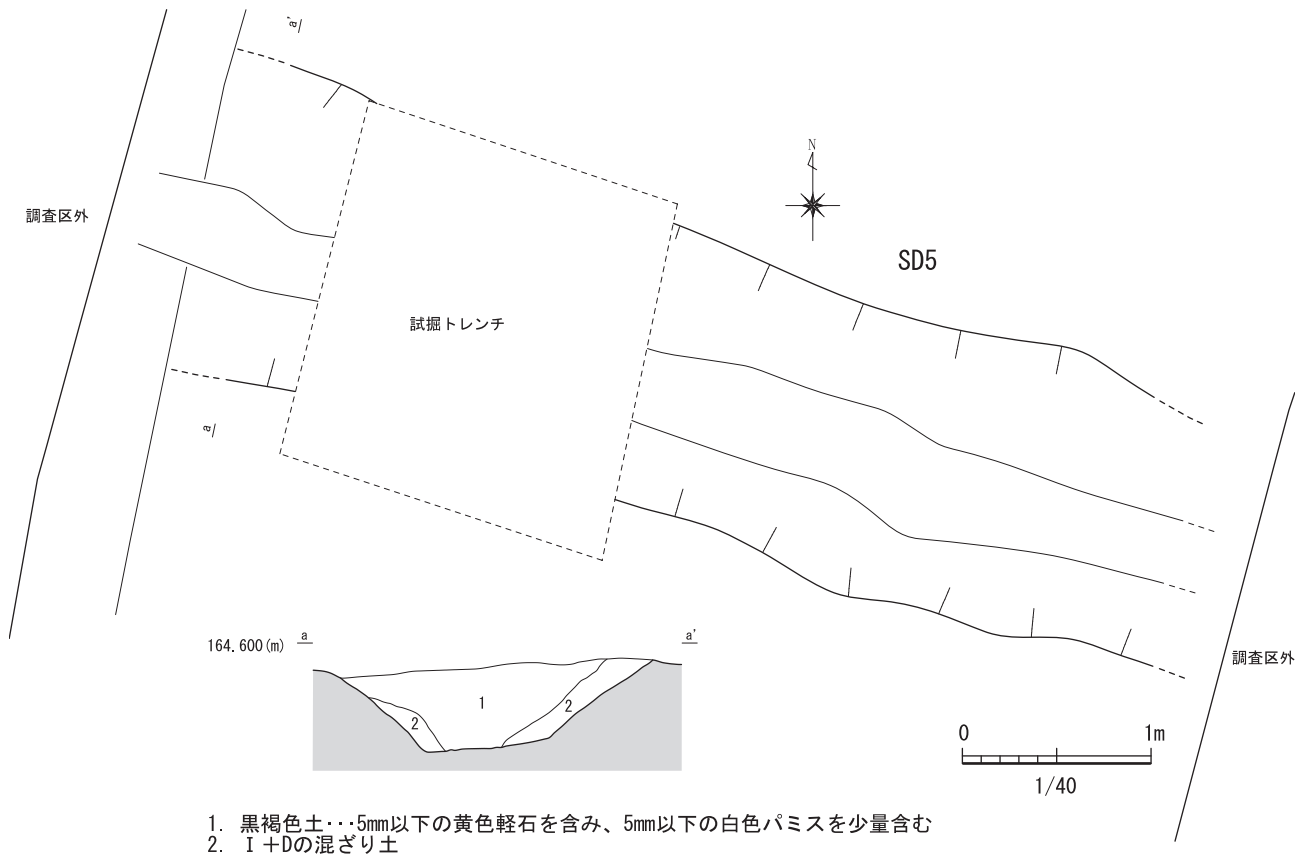 a'
調査区外
N
SD5
試掘トレンチ
a
164.600(m)
a
a'
1
2
2
調査区外
0 1m
1/40
1. 黒褐色土･･･5mm以下の黄色軽石を含み、5mm以下の白色パミスを少量含む
2. Ⅰ+Dの混ざり土